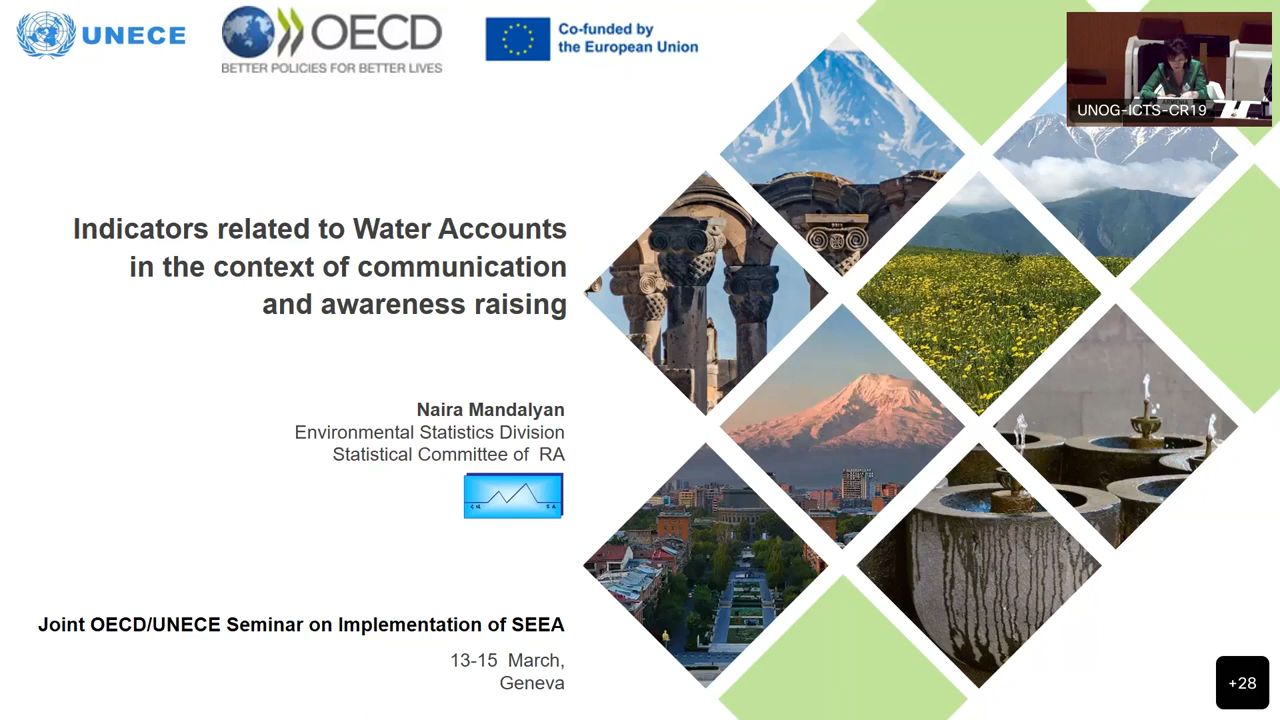 UNECE
OECD
BETTER POLICIES FOR BETTER LIVES
Co-funded by
the European Union
UNOG-ICTS-CR19
Indicators related to Water Accounts
in the context of communication
and awareness raising
Naira Mandalyan
Environmental Statistics Division
Statistical Committee of RA
Joint OECD/UNECE Seminar on Implementation of SEEA
13-15 March,
Geneva
+28